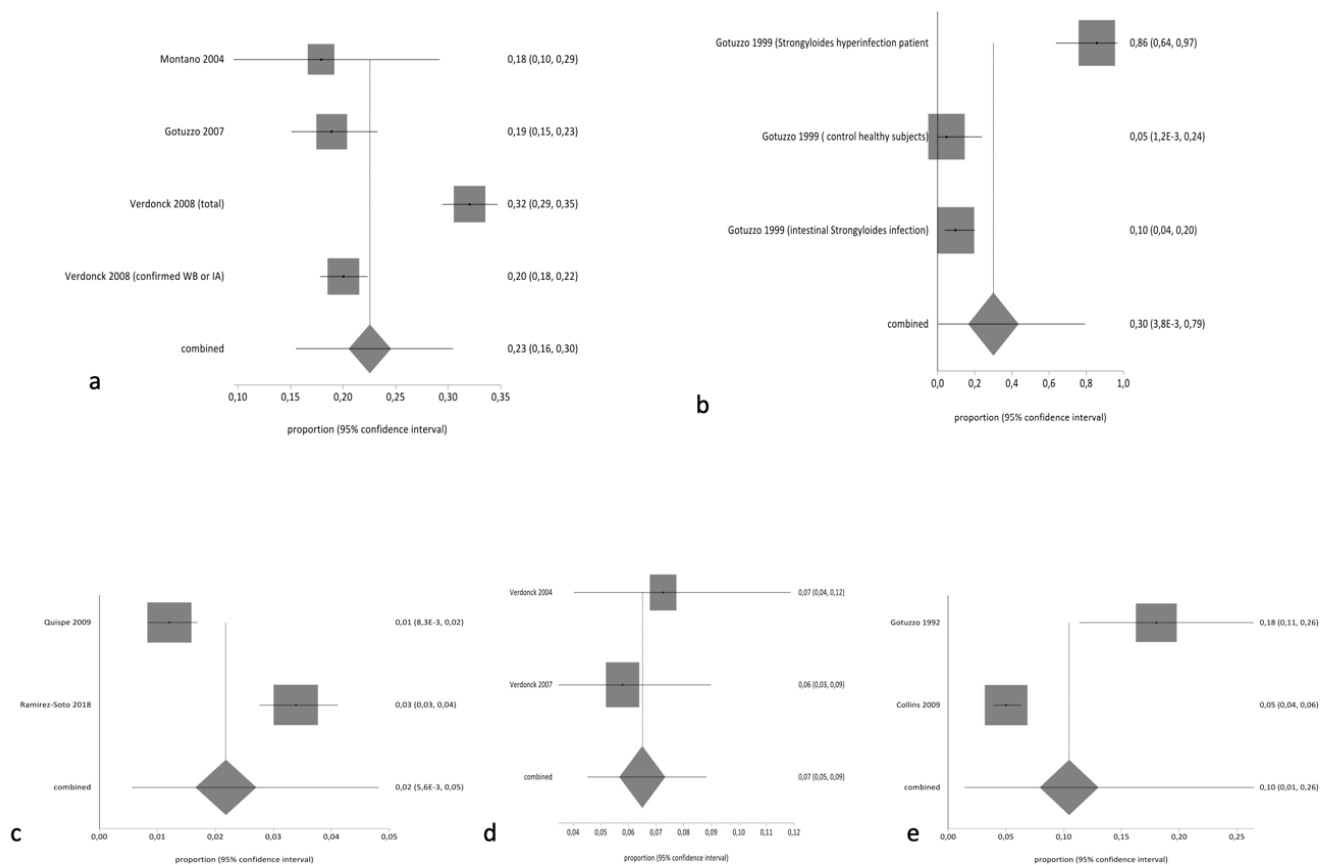 Montano 2004 0,18 (0,10, 0,29)
Gotuzzo 2007 0,19 (0,15, 0,23)
Verdonck 2008 (total) 0,32 (0,29, 0,35)
Verdonck 2008 (confirmed WB or IA) 0,20 (0,18, 0,22)
combined 0,23 (0,16, 0,30)
a
0,10 0,15 0,20 0,25 0,30 0,35
proportion (95% confidence interval)
Gotuzzo 1999 (Strongyloides hyperinfection patient 0,86 (0,64, 0,97)
Gotuzzo 1999 ( control healthy subjects) 0,05 (1,2E-3, 0,24)
Gotuzzo 1999 (intestinal Strongyloides infection) 0,10 (0,04, 0,20)
combined 0,30 (3,8E-3, 0,79)
b
0,0 0,2 0,4 0,6 0,8 1,0
proportion (95% confidence interval)
Quispe 2009 0,01 (8,3E-3, 0,02)
Ramirez-Soto 2018 0,03 (0,03, 0,04)
combined 0,02 (5,6E-3, 0,05)
c
0,00 0,01 0,02 0,03 0,04 0,05
proportion (95% confidence interval)
Verdonck 2004 0,07 (0,04, 0,12)
Verdonck 2007 0,06 (0,03, 0,09)
combined 0,07 (0,05, 0,09)
d
0,04 0,05 0,06 0,07 0,08 0,09 0,10 0,11 0,12
proportion (95% confidence interval)
Gotuzzo 1992 0,18 (0,11, 0,26)
Collins 2009 0,05 (0,04, 0,06)
combined 0,10 (0,01, 0,26)
e
0,00 0,05 0,10 0,15 0,20 0,25
proportion (95% confidence interval)